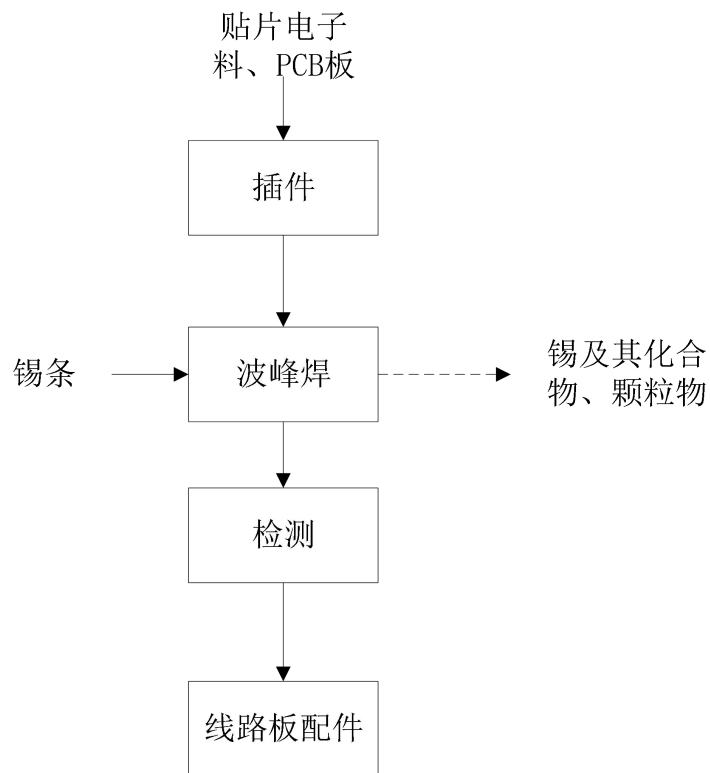 贴片电子
料、PCB板
插件
锡条
波峰焊
锡及其化合
物、颗粒物
检测
线路板配件